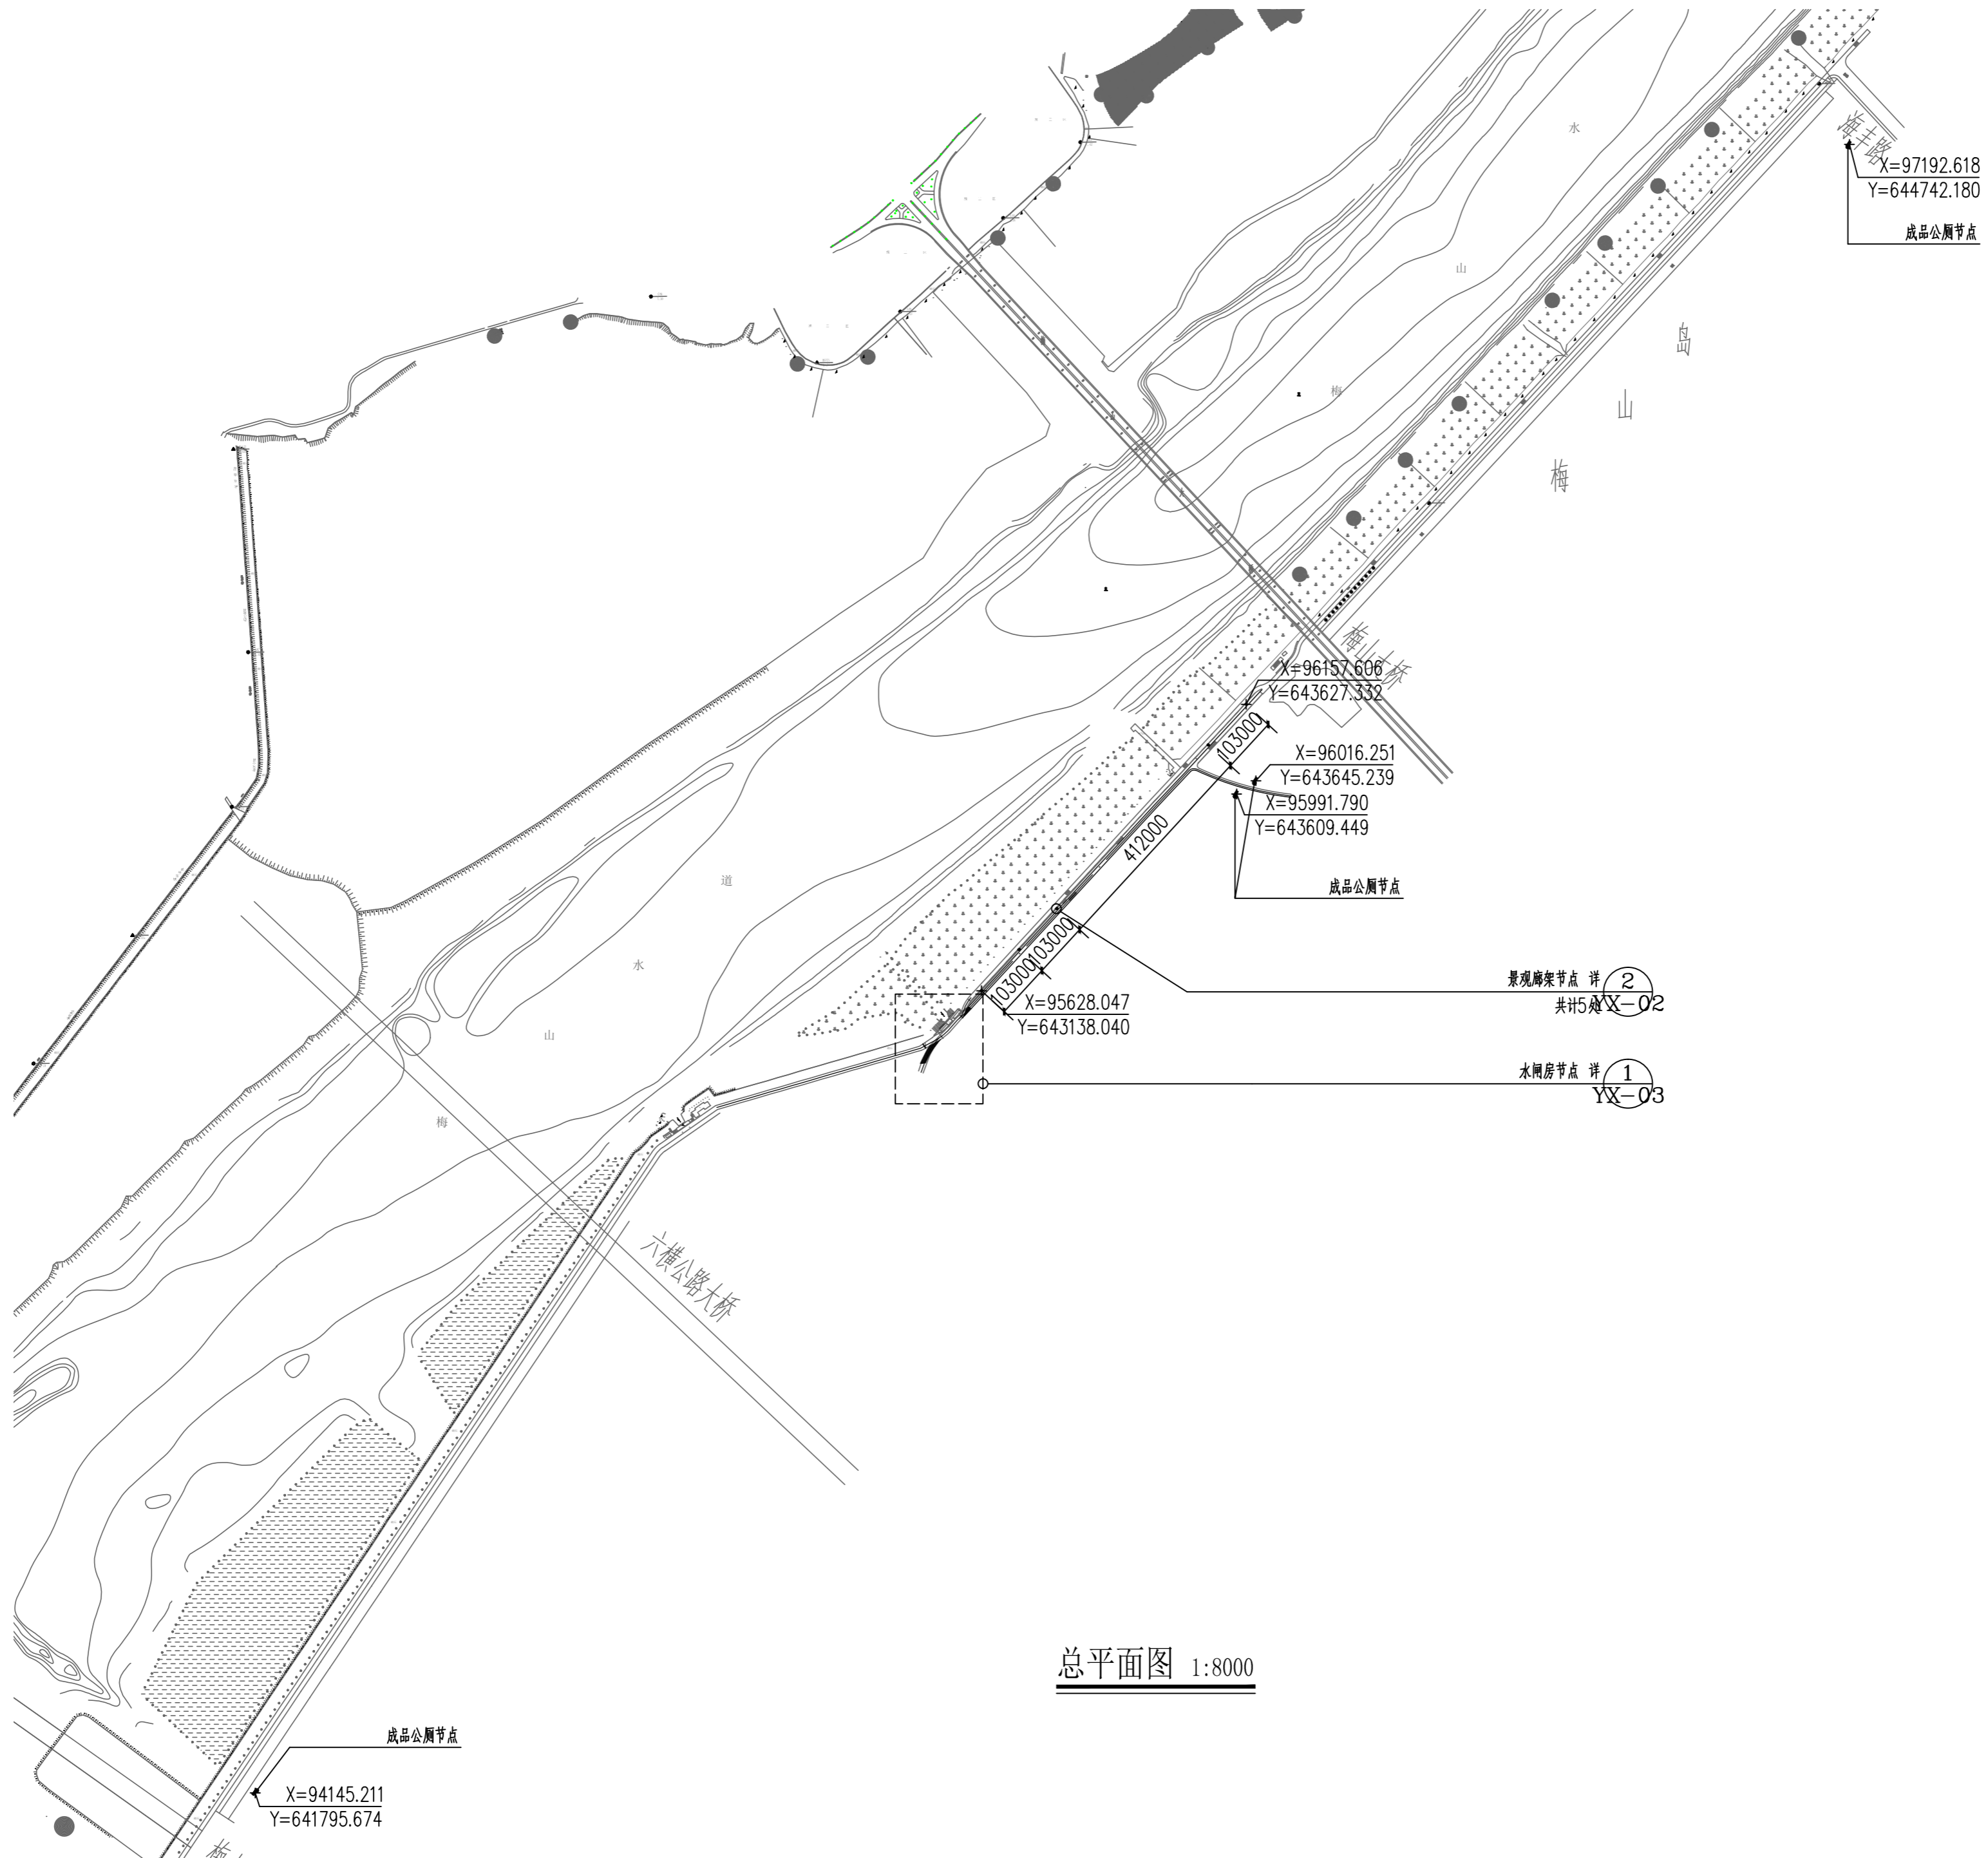 水
海丰路
X=97192.618
Y=644742.180
成品公厕节点
山
岛
梅
山
梅
梅山大桥
X=96157.606
Y=643627.332
103000
X=96016.251
Y=643645.239
X=95991.790
Y=643609.449
412000
道
成品公厕节点
水
103000
103000
景观廊架节点 详
2
共计5处
YX-02
X=95628.047
Y=643138.040
山
水闸房节点 详
1
YX-03
梅
六横公路大桥
总平面图 1:8000
成品公厕节点
X=94145.211
Y=641795.674